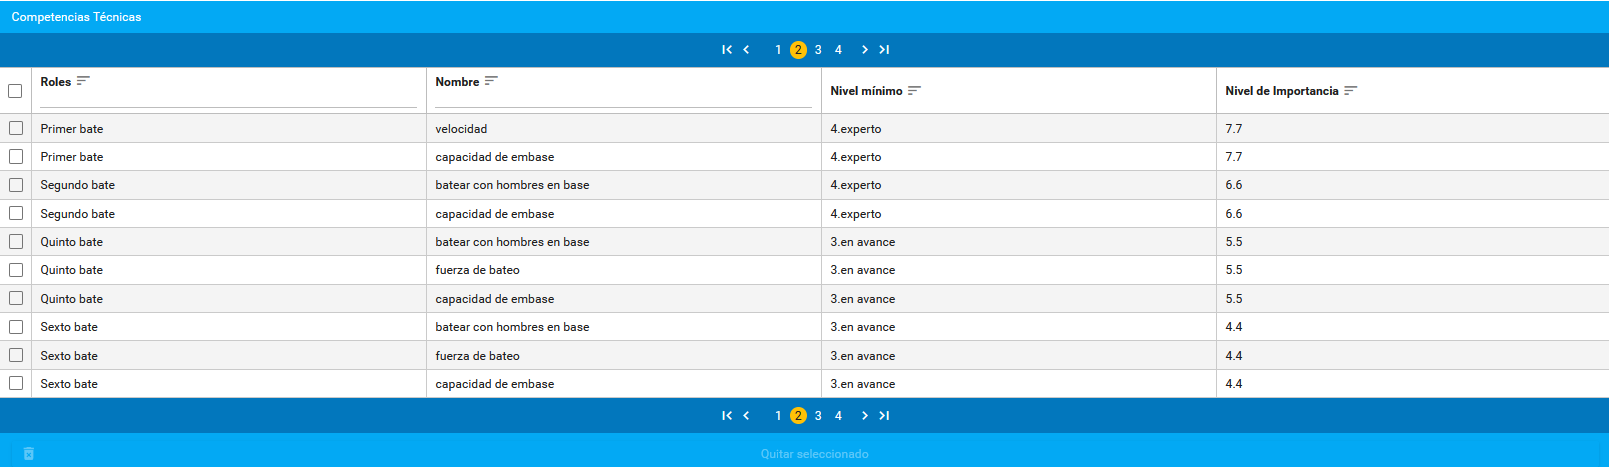 Competencias Técnicas
1 2 3 4
Roles Nombre Nivel mínimo Nivel de Importancia
Primer bate velocidad 4.experto 7.7
Primer bate capacidad de embase 4.experto 7.7
Segundo bate batear con hombres en base 4.experto 6.6
Segundo bate capacidad de embase 4.experto 6.6
Quinto bate batear con hombres en base 3.en avance 5.5
Quinto bate fuerza de bateo 3.en avance 5.5
Quinto bate capacidad de embase 3.en avance 5.5
Sexto bate batear con hombres en base 3.en avance 4.4
Sexto bate fuerza de bateo 3.en avance 4.4
Sexto bate capacidad de embase 3.en avance 4.4
1 2 3 4
Quitar seleccionado